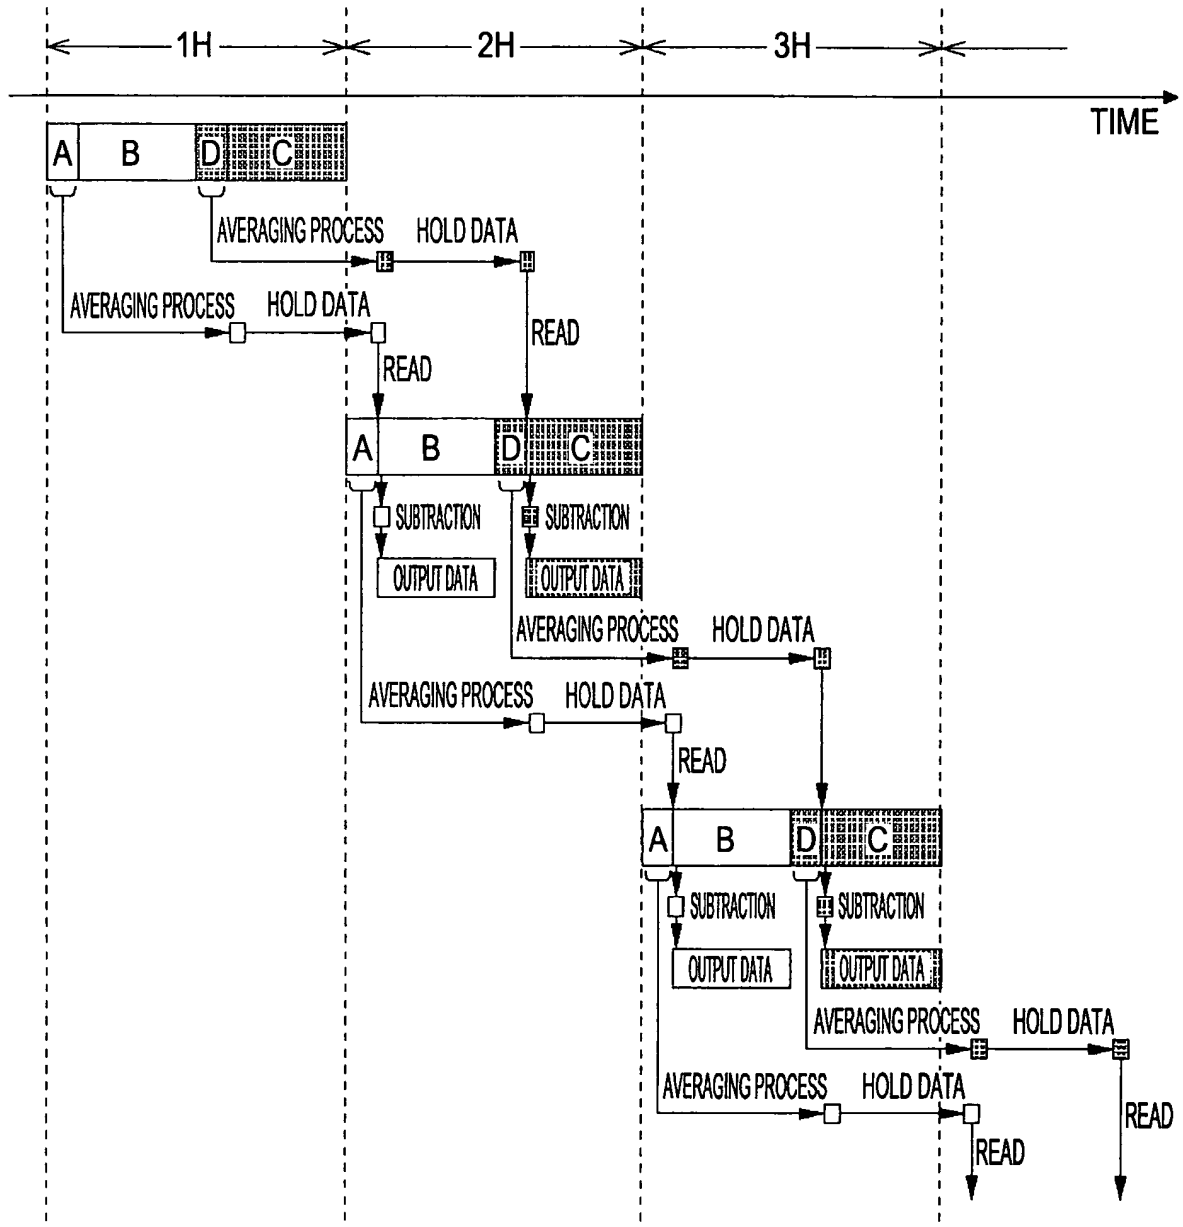 1H 2H 3H
TIME
A B D C
AVERAGING PROCESS HOLD DATA
AVERAGING PROCESS HOLD DATA
READ
READ
A B D C
SUBTRACTION SUBTRACTION
OUTPUT DATA OUTPUT DATA
AVERAGING PROCESS HOLD DATA
AVERAGING PROCESS HOLD DATA
READ
A B D C
SUBTRACTION SUBTRACTION
OUTPUT DATA OUTPUT DATA
AVERAGING PROCESS HOLD DATA
AVERAGING PROCESS HOLD DATA
READ
READ